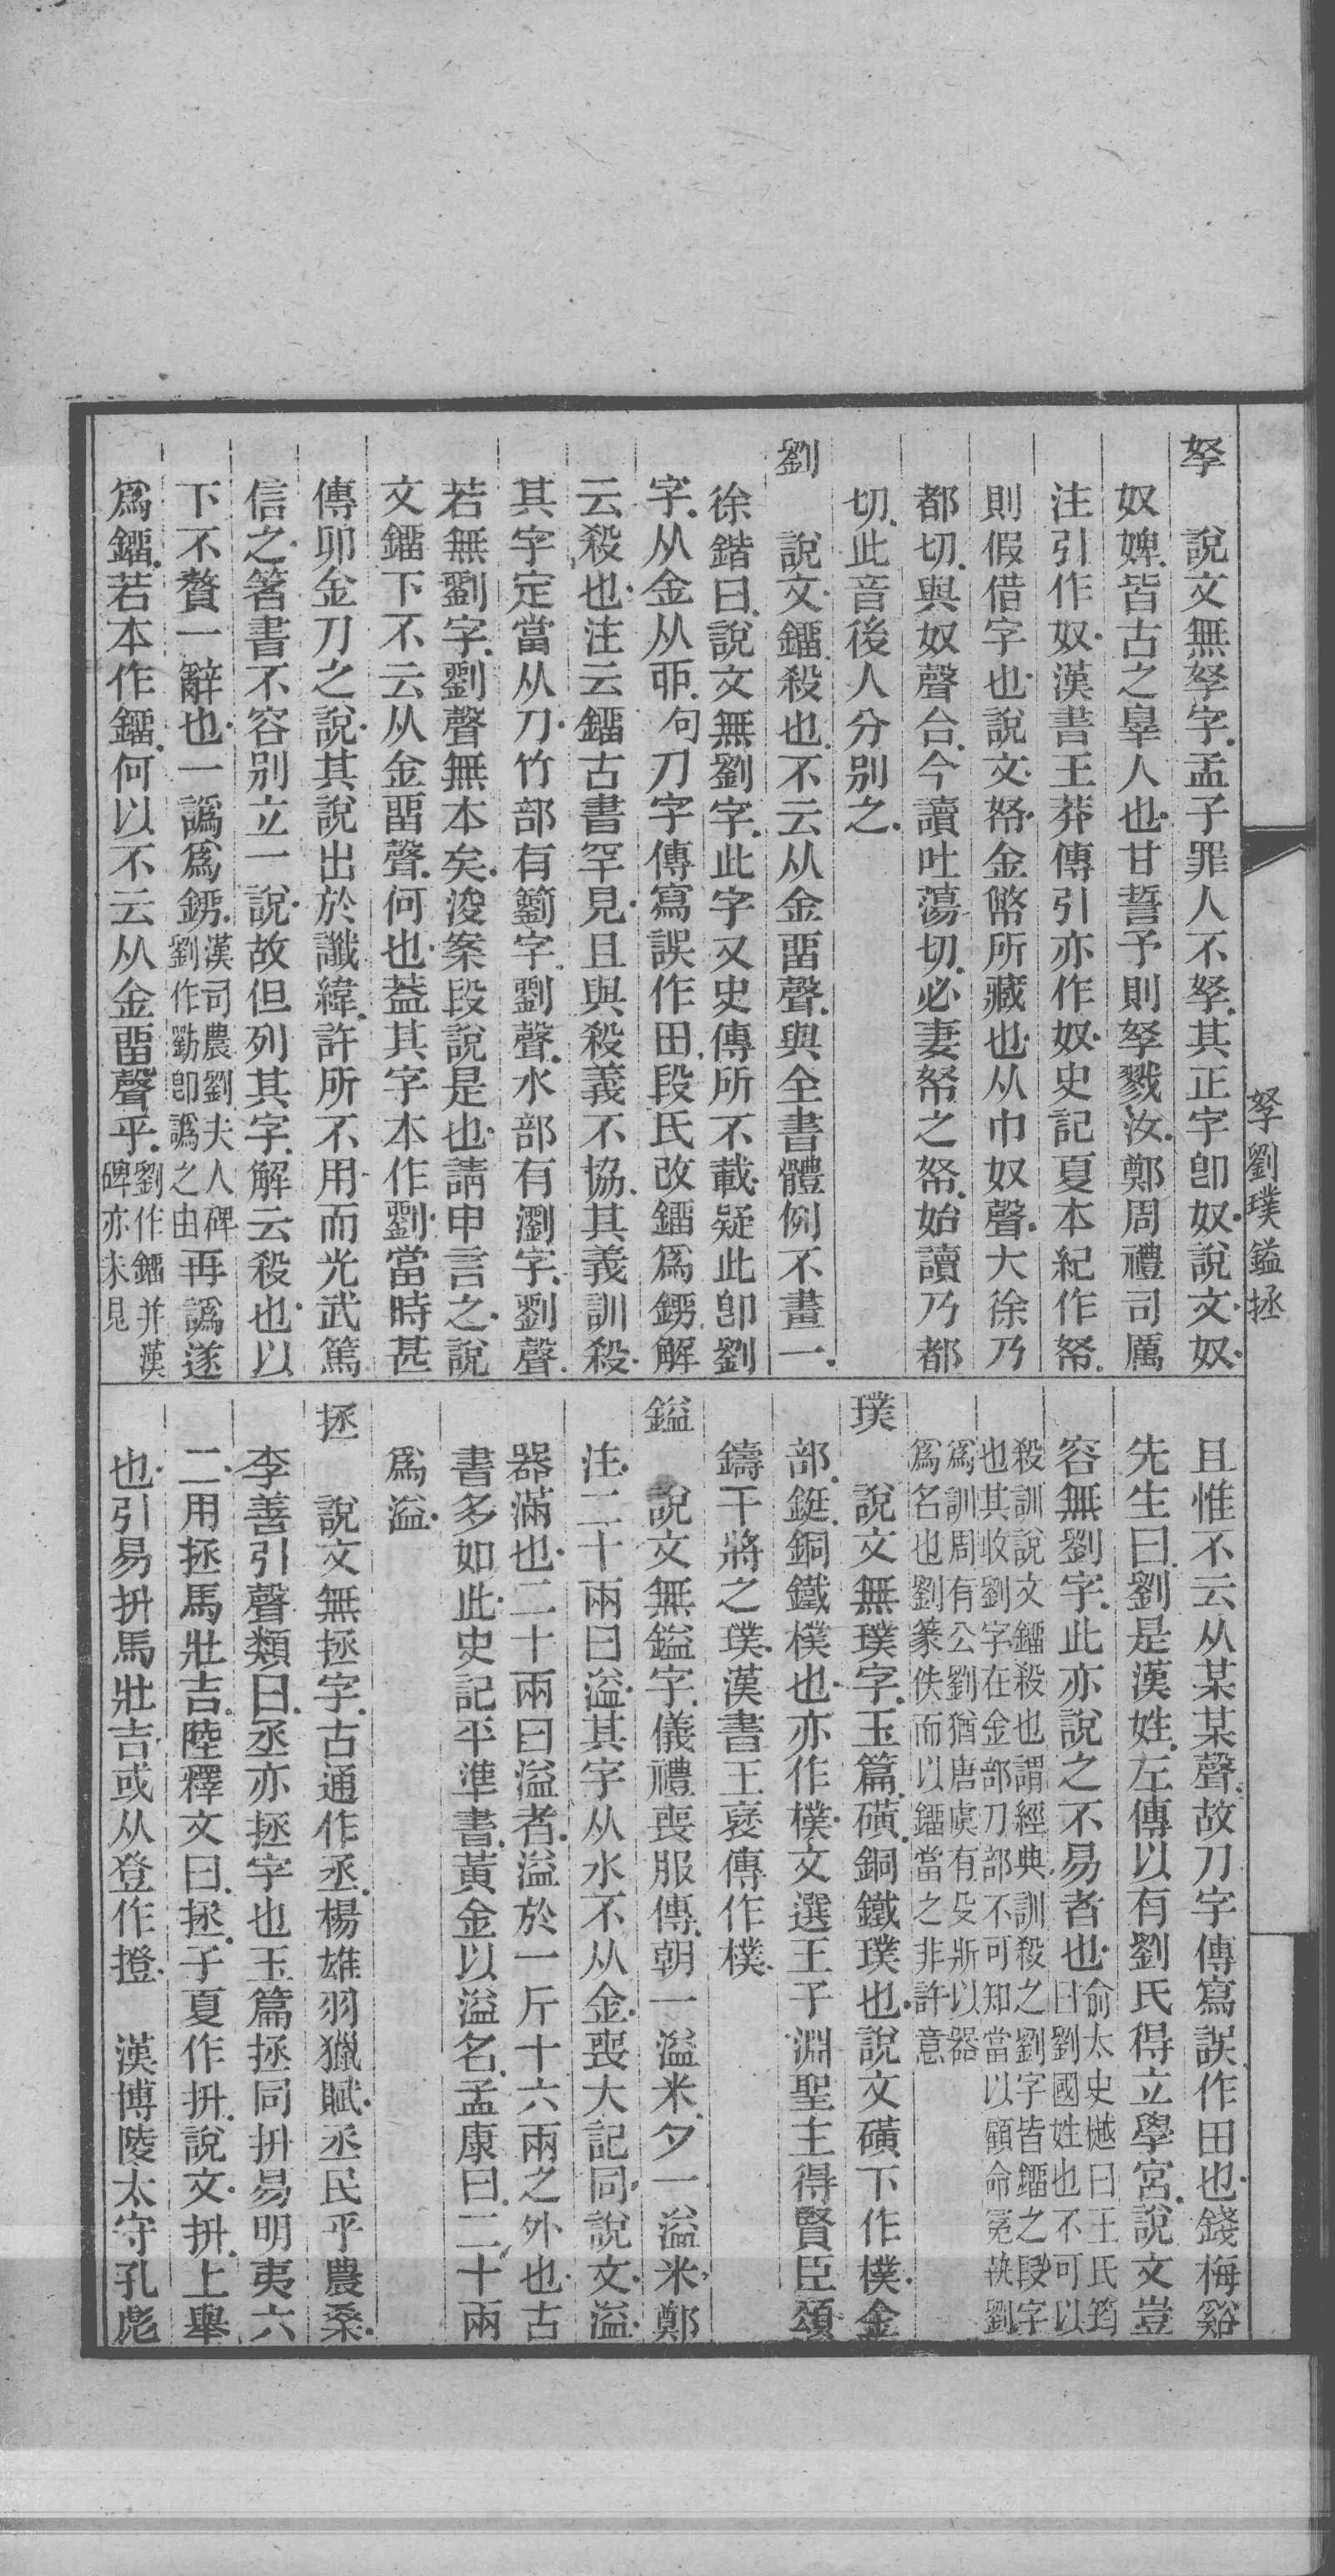 孥劉璞鎰拯
孥
說文無孥字孟子罪人不孥其正字卽奴說文奴
奴婢皆古之辠人也甘誓予則孥戮汝鄭周禮司厲
注引作奴漢書王莽傳引亦作奴史記夏本紀作帑
則假借字也說文帑金幣所藏也从巾奴聲大徐乃
都切與奴聲合今讀吐蕩切必妻帑之帑始讀乃都
切此音後人分別之
劉
說文鐂殺也不云从金畱聲與全書體例不畫一
徐鍇曰說文無劉字此字又史傳所不載疑此卽劉
字从金从丣句刀字傳寫誤作田段氏改鐂爲鎦解
云殺也注云鐂古書罕見且與殺義不協其義訓殺
其字定當从刀竹部有籀字劉聲水部有瀏字劉聲
若無劉字劉聲無本矣浚案段說是也請申言之說
文鐂下不云从金畱聲何也葢其字本作劉當時甚
傳卯金刀之說其說出於讖緯許所不用而光武篤
信之箸書不容別立一說故但列其字解云殺也以
下不贅一辭也一譌爲鎦漢司農劉夫人碑劉作鄝卽譌之由再譌遂
爲鐂若本作鐂何以不云从金畱聲乎劉作鐂并漢碑亦未見
且惟不云从某某聲故刀字傳寫誤作田也錢梅谿
先生曰劉是漢姓左傳以有劉氏得立學宮說文豈
容無劉字此亦說之不易者也俞太史樾曰王氏筠曰劉國姓也不可以
殺訓說文鐂殺也謂經典訓殺之劉字皆鐂之叚字
也其收劉字在金部刀部不可知當以顧命冕執劉
爲訓周有公劉猶唐虞有殳斨以器
爲名也劉篆佚而以鐂當之非許意
璞
說文無璞字玉篇磺銅鐵璞也說文磺下作樸金
部鋌銅鐵樸也亦作樸文選王子淵聖主得賢臣頌
鑄干將之璞漢書王襃傳作樸
鎰
說文無鎰字儀禮喪服傳朝一溢米夕一溢米鄭
注二十兩曰溢其字从水不从金喪大記同說文溢
器滿也二十兩曰溢者溢於一斤十六兩之外也古
書多如此史記平準書黃金以溢名孟康曰二十兩
爲溢
拯
說文無拯字古通作丞楊雄羽獵賦丞民乎農桑
李善引聲類曰丞亦拯字也玉篇拯同抍易明夷六
二用拯馬壯吉陸釋文曰拯子夏作抍說文抍上舉
也引易抍馬壯吉或从登作撜 漢博陵太守孔彪